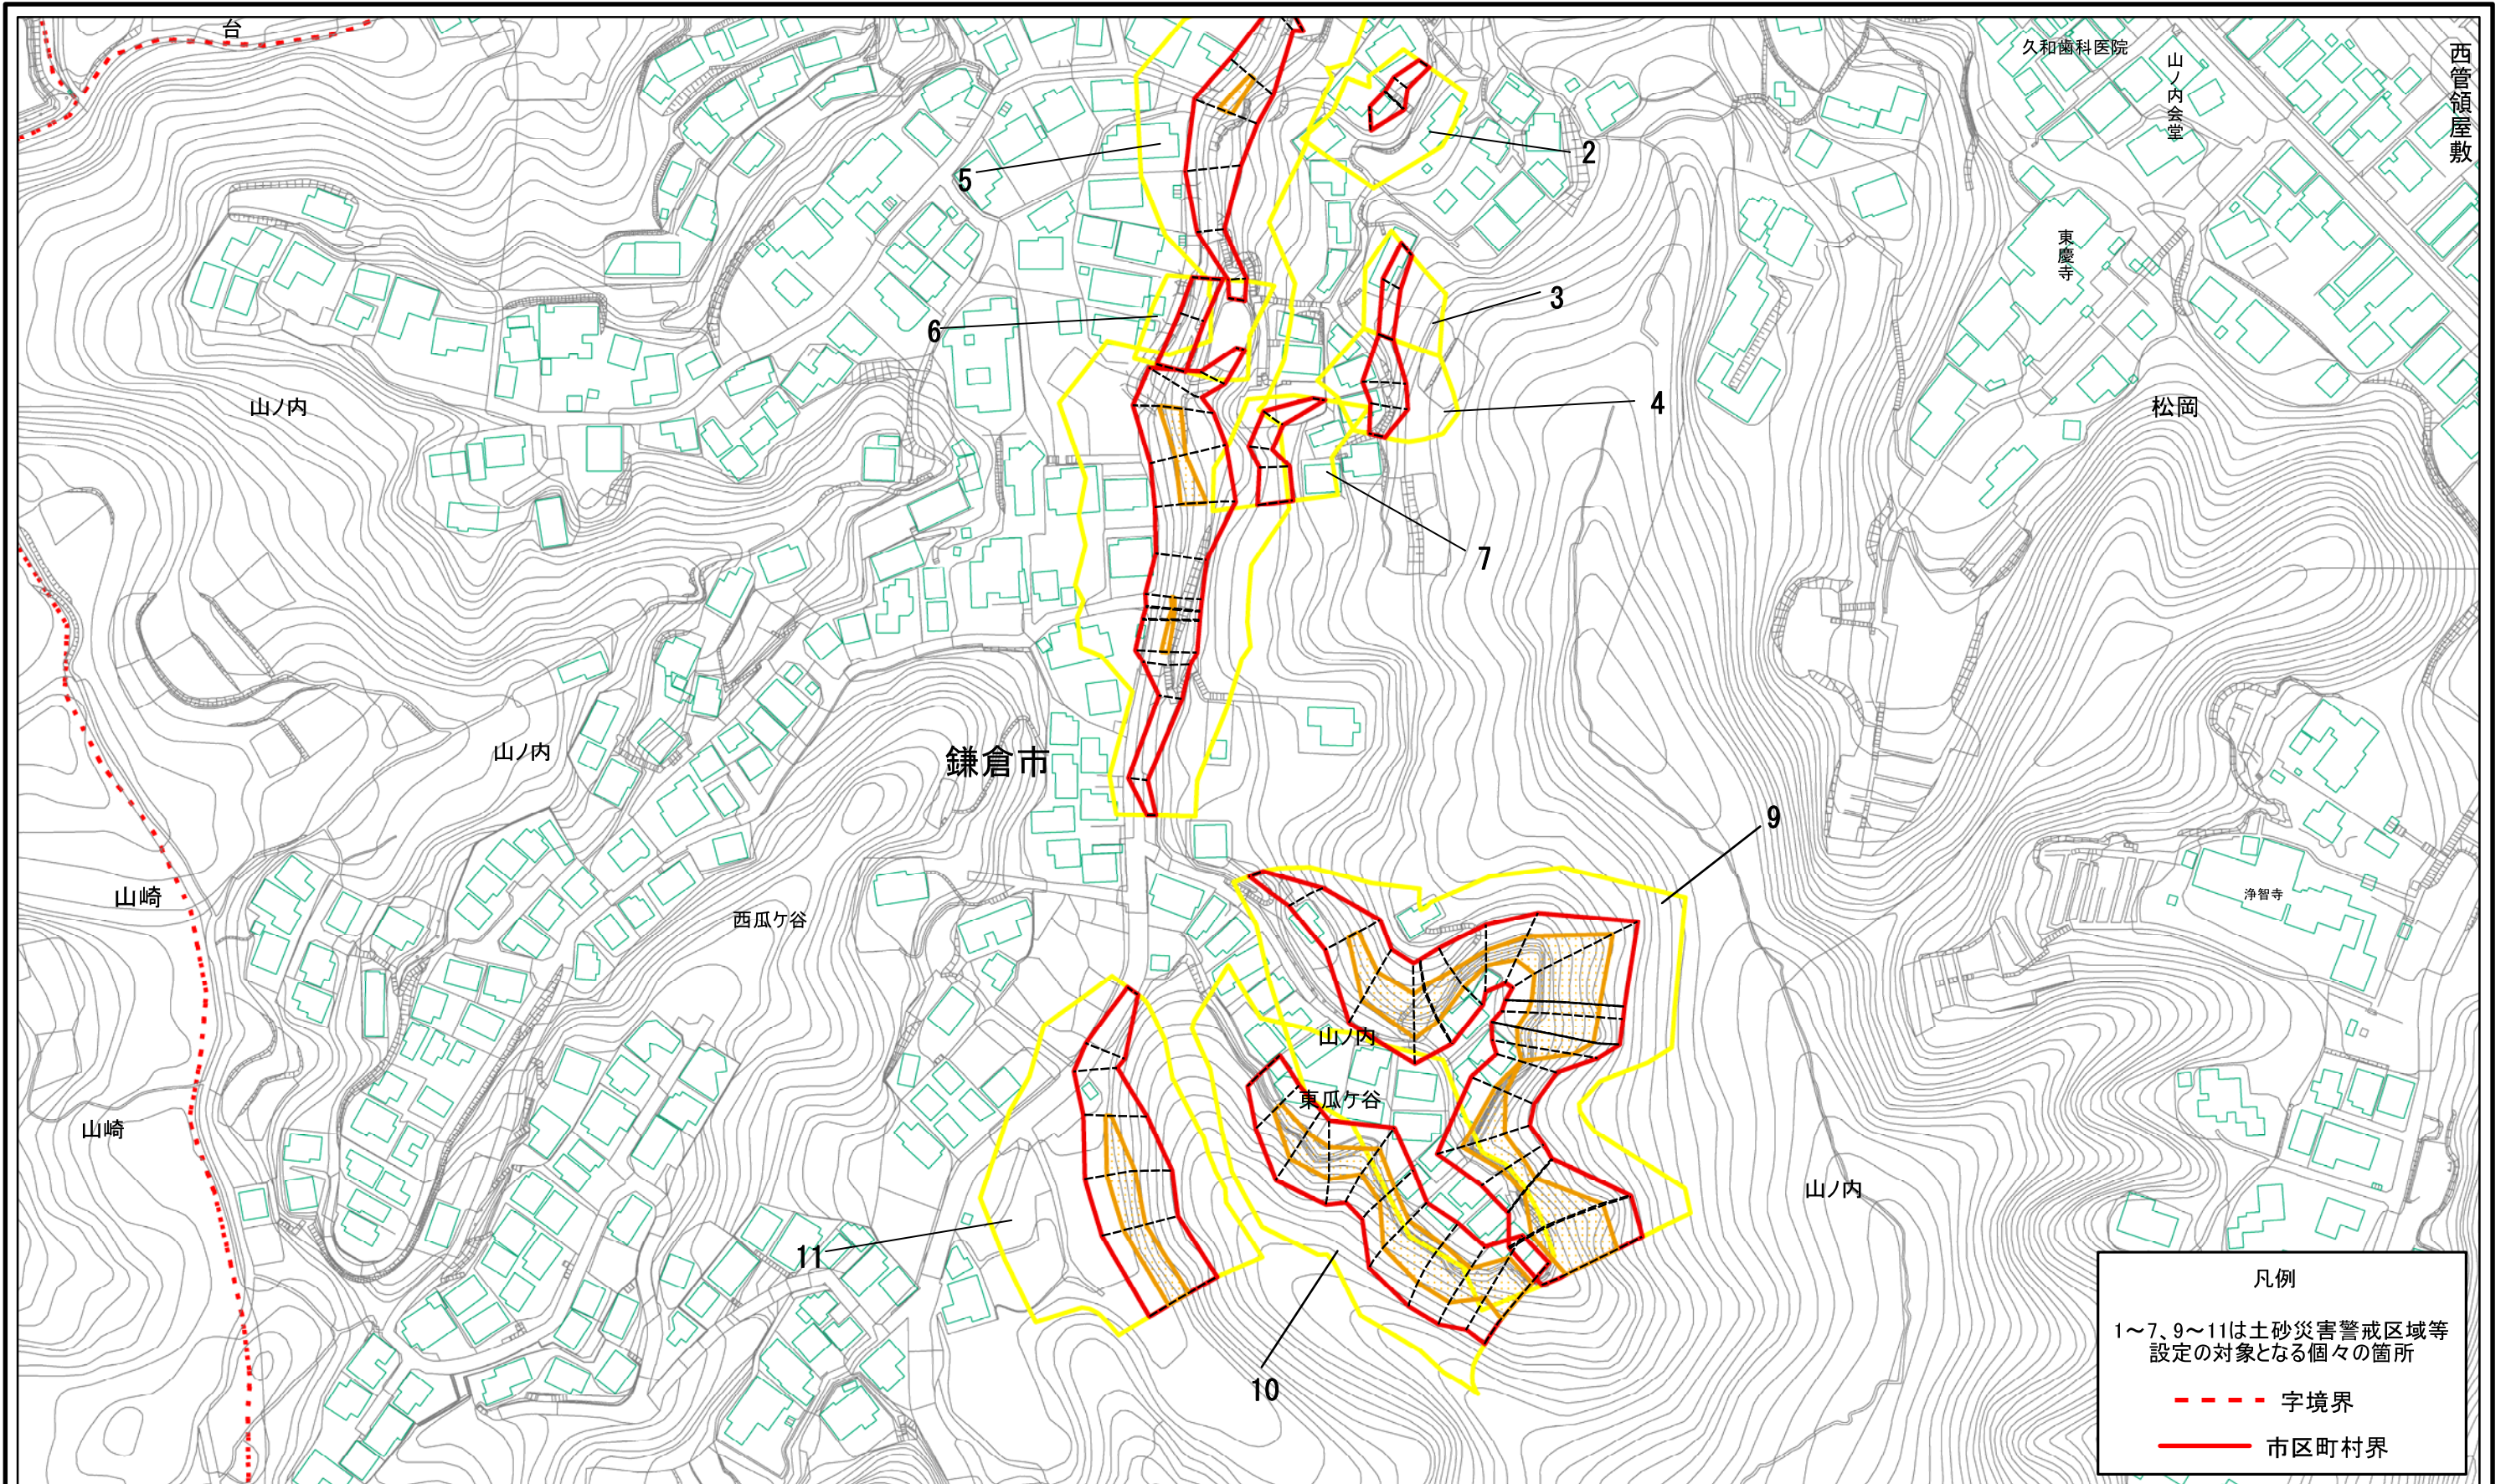 台
久和歯科医院
山ノ内会堂
西管領屋敷
2
5
東慶寺
3
6
4
山ノ内
松岡
7
山ノ内
鎌倉市
9
山崎
西瓜ケ谷
浄智寺
山ノ内
東瓜ケ谷
山崎
山ノ内
11
10
凡例
1～7、9～11は土砂災害警戒区域等
設定の対象となる個々の箇所
字境界
市区町村界